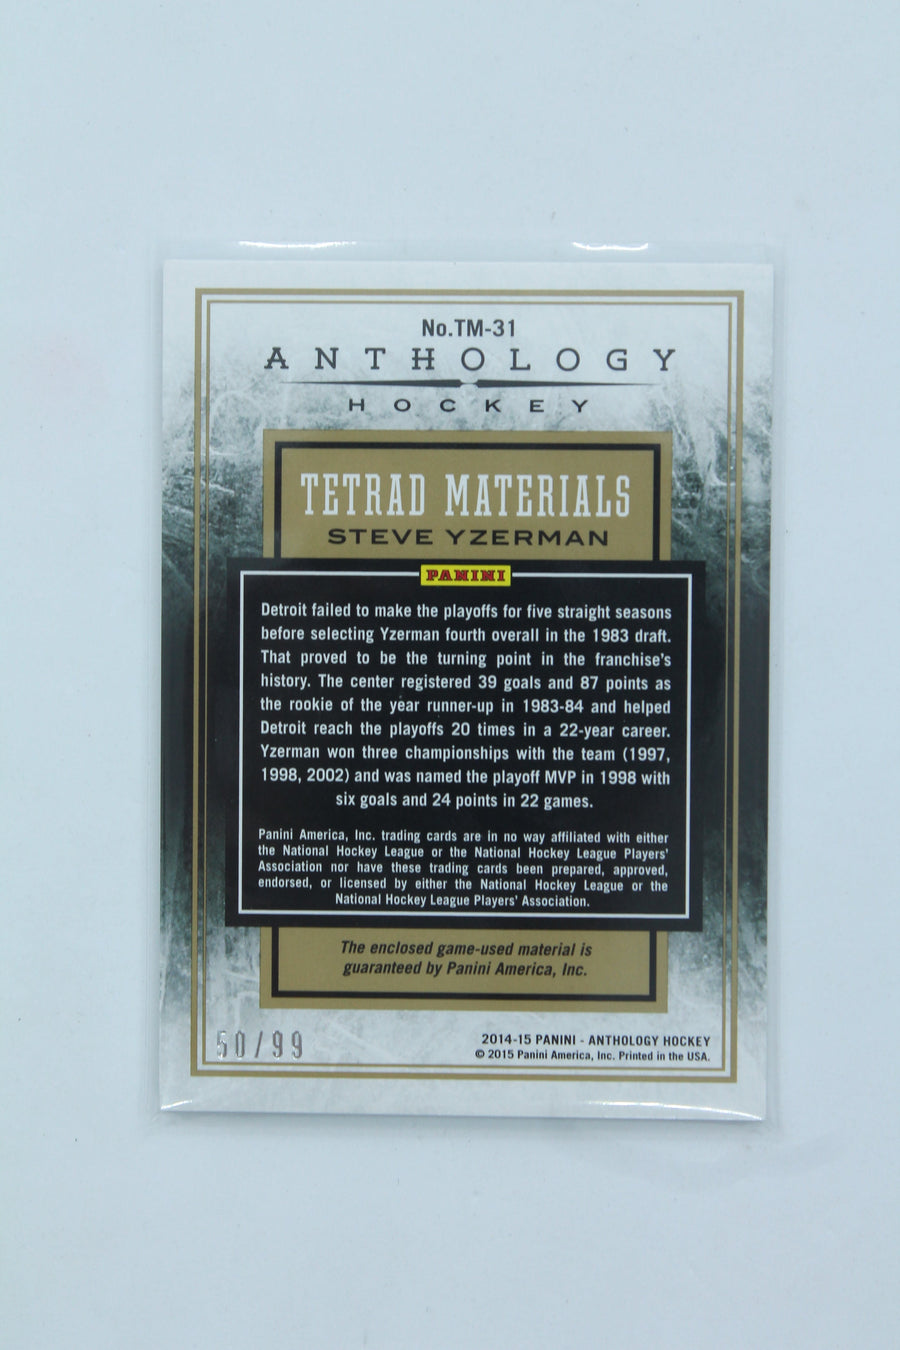 No.TM-31
ANTHOLOGY
HOCKEY
TETRAD MATERIALS
STEVE YZERMAN
PANINI
Detroit failed to make the playoffs for five straight seasons
before selecting Yzerman fourth overall in the 1983 draft.
That proved to be the turning point in the franchise's
history. The center registered 39 goals and 87 points as
the rookie of the year runner-up in 1983-84 and helped
Detroit reach the playoffs 20 times in a 22-year career.
Yzerman won three championships with the team (1997,
1998, 2002) and was named the playoff MVP in 1998 with
six goals and 24 points in 22 games.
Panini America, Inc. trading cards are in no way affiliated with either
the National Hockey League or the National Hockey League Players'
Association nor have these trading cards been prepared, approved,
endorsed, or licensed by either the National Hockey League or the
National Hockey League Players' Association.
The enclosed game-used material is
guaranteed by Panini America, Inc.
50/99
2014-15 PANINI - ANTHOLOGY HOCKEY
© 2015 Panini America, Inc. Printed in the USA.